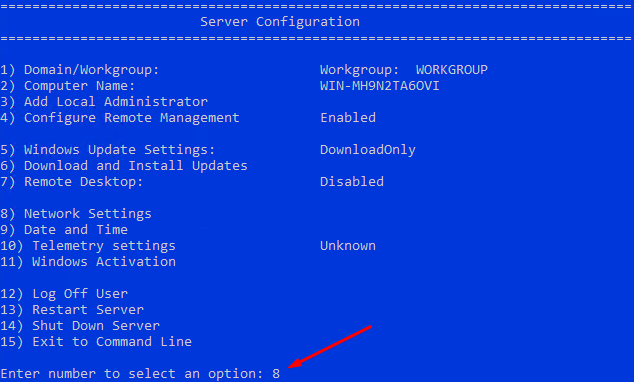 ===============================================================================
                         Server Configuration
===============================================================================
1) Domain/Workgroup:                    Workgroup:  WORKGROUP
2) Computer Name:                       WIN-MH9N2TA6OVI
3) Add Local Administrator
4) Configure Remote Management          Enabled
5) Windows Update Settings:             DownloadOnly
6) Download and Install Updates
7) Remote Desktop:                      Disabled
8) Network Settings
9) Date and Time
10) Telemetry settings                  Unknown
11) Windows Activation
12) Log Off User
13) Restart Server
14) Shut Down Server
15) Exit to Command Line
Enter number to select an option: 8